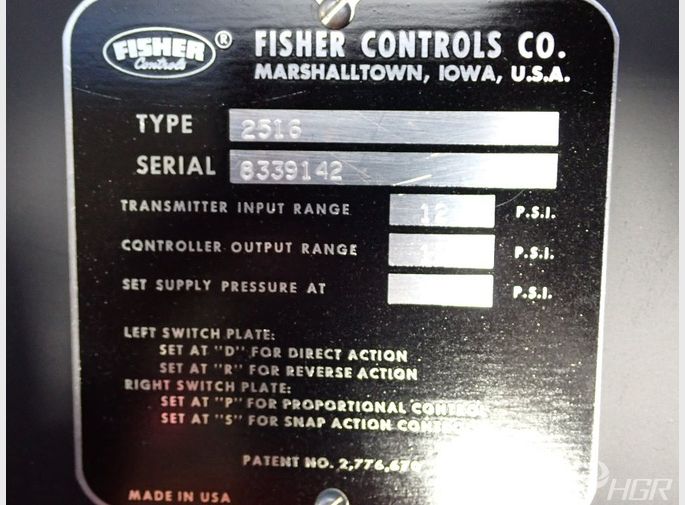 FISHER Controls ® FISHER CONTROLS CO.
MARSHALLTOWN, IOWA, U.S.A.
TYPE 2516
SERIAL 8339142
TRANSMITTER INPUT RANGE 12 P.S.I.
CONTROLLER OUTPUT RANGE P.S.I.
SET SUPPLY PRESSURE AT P.S.I.
LEFT SWITCH PLATE:
SET AT "D" FOR DIRECT ACTION
SET AT "R" FOR REVERSE ACTION
RIGHT SWITCH PLATE:
SET AT "P" FOR PROPORTIONAL CONTROL
SET AT "S" FOR SNAP ACTION
PATENT NO.
MADE IN USA
HGR